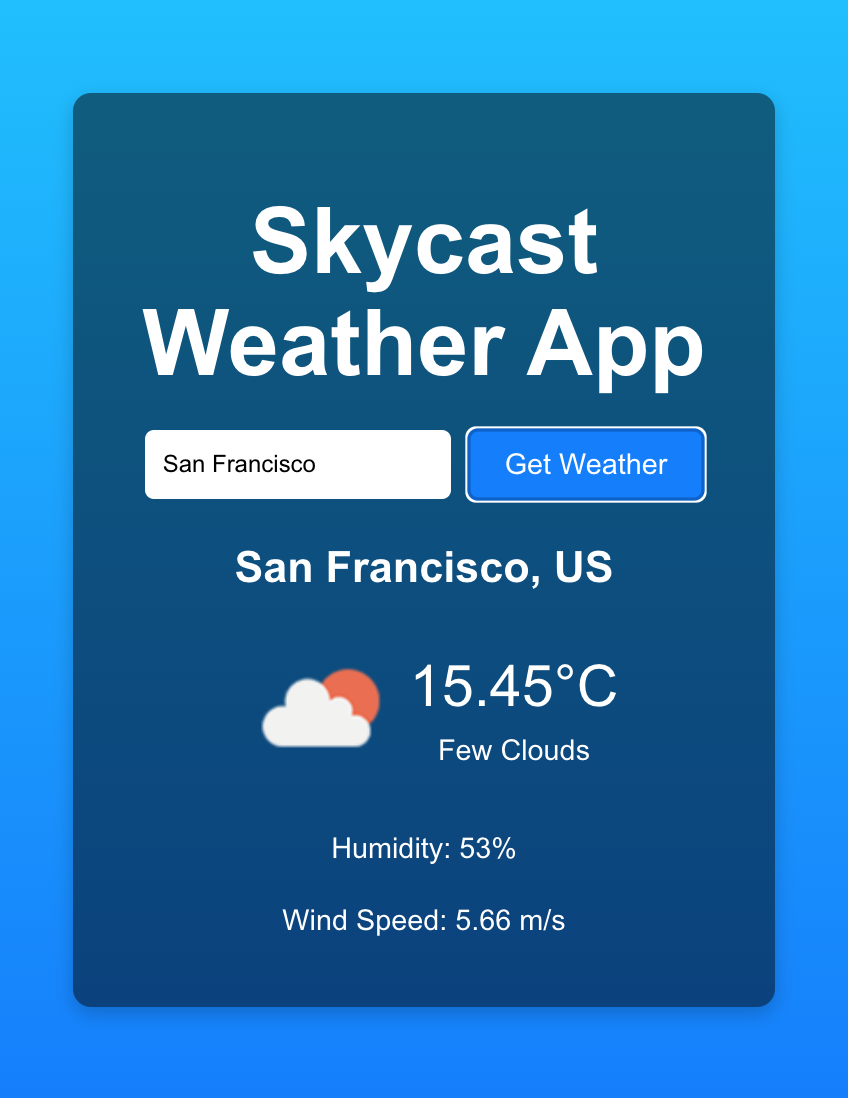 Skycast
Weather App
San Francisco
Get Weather
San Francisco, US
15.45°C
Few Clouds
Humidity: 53%
Wind Speed: 5.66 m/s